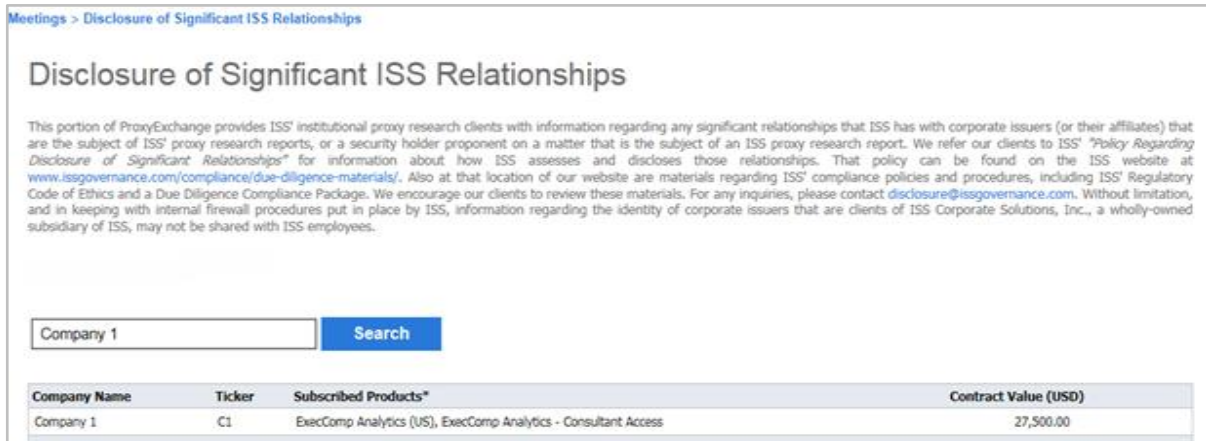 Meetings > Disclosure of Significant ISS Relationships
Disclosure of Significant ISS Relationships
This portion of ProxyExchange provides ISS' institutional proxy research clients with information regarding any significant relationships that ISS has with corporate issuers (or their affiliates) that
are the subject of ISS' proxy research reports, or a security holder proponent on a matter that is the subject of an ISS proxy research report. We refer our clients to ISS' "Policy Regarding
Disclosure of Significant Relationships" for information about how ISS assesses and discloses those relationships. That policy can be found on the ISS website at
www.issgovernance.com/compliance/due-diligence-materials/. Also at that location of our website are materials regarding ISS' compliance policies and procedures, including ISS' Regulatory
Code of Ethics and a Due Diligence Compliance Package. We encourage our clients to review these materials. For any inquiries, please contact disclosure@issgovernance.com. Without limitation,
and in keeping with internal firewall procedures put in place by ISS, information regarding the identity of corporate issuers that are clients of ISS Corporate Solutions, Inc., a wholly-owned
subsidiary of ISS, may not be shared with ISS employees.
Company 1 Search
Company Name Ticker Subscribed Products* Contract Value (USD)
Company 1 C1 ExecComp Analytics (US), ExecComp Analytics - Consultant Access 27,500.00